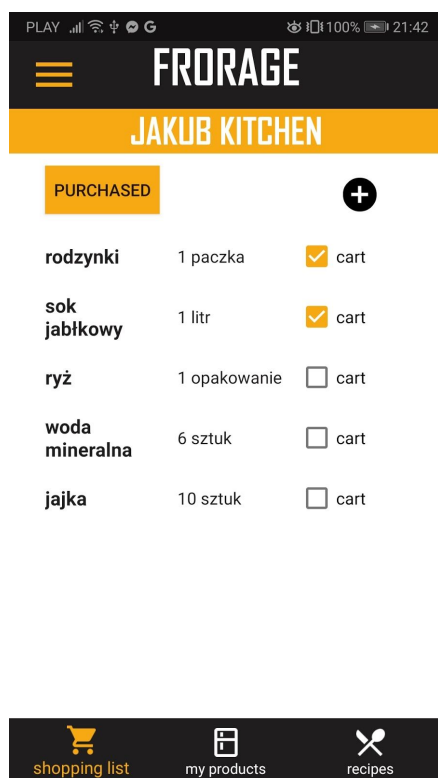 PLAY 100% 21:42
FRORAGE
JAKUB KITCHEN
PURCHASED
rodzynki 1 paczka cart
sok
jabłkowy 1 litr cart
ryż 1 opakowanie cart
woda
mineralna 6 sztuk cart
jajka 10 sztuk cart
shopping list my products recipes